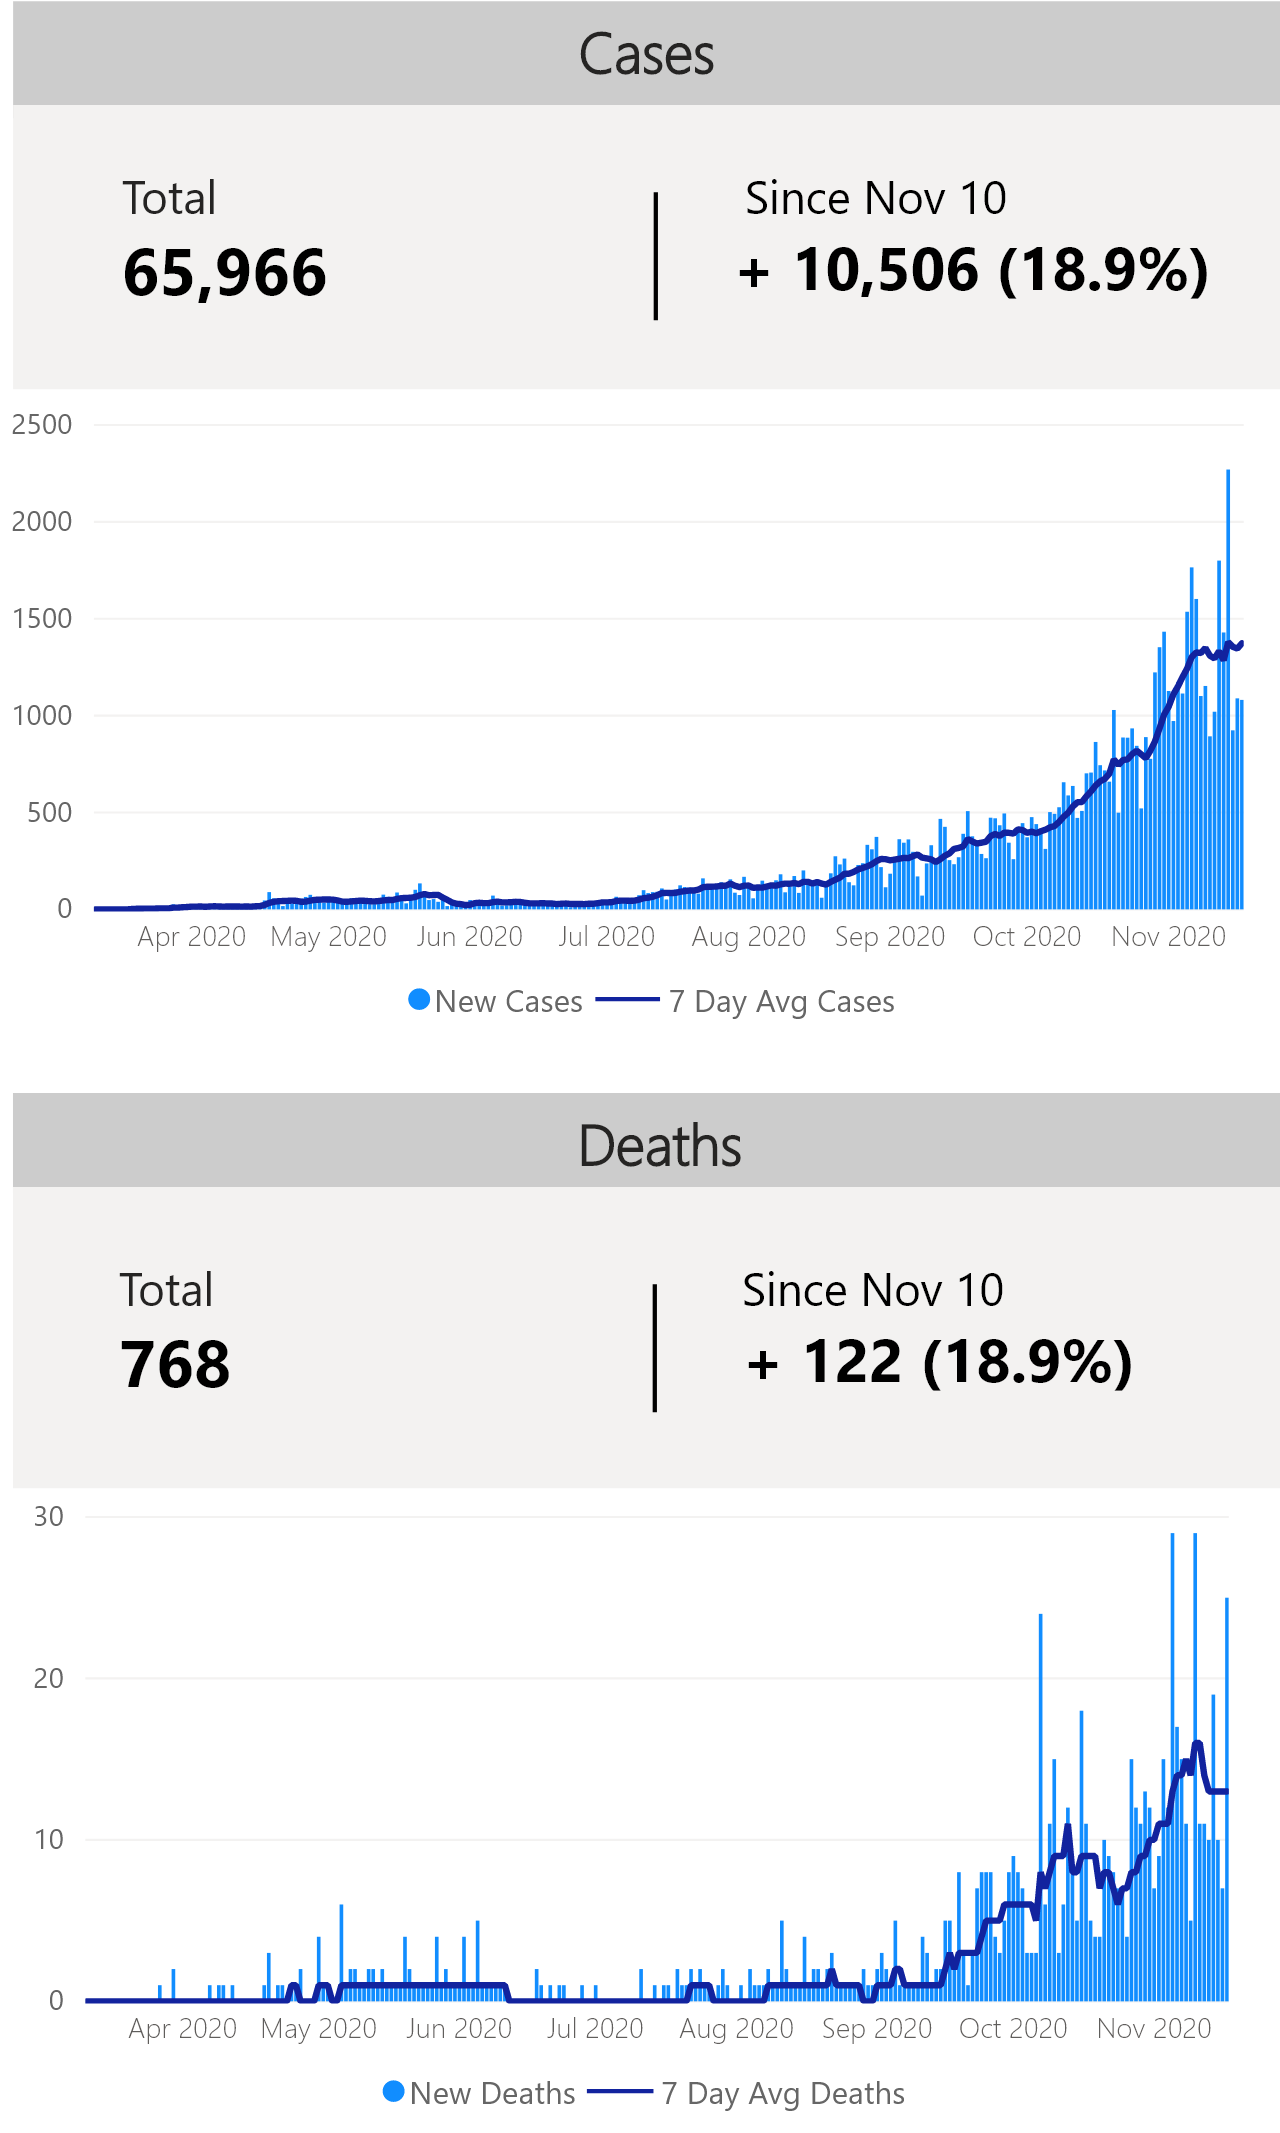 Cases
Total
Since Nov 10
65,966
+ 10,506 (18.9%)
2500
2000
1500
1000
500
0
Apr 2020 May 2020 Jun 2020 Jul 2020 Aug 2020 Sep 2020 Oct 2020 Nov 2020
New Cases 7 Day Avg Cases
Deaths
Total
Since Nov 10
768
+ 122 (18.9%)
30
20
10
0
Apr 2020 May 2020 Jun 2020 Jul 2020 Aug 2020 Sep 2020 Oct 2020 Nov 2020
New Deaths 7 Day Avg Deaths